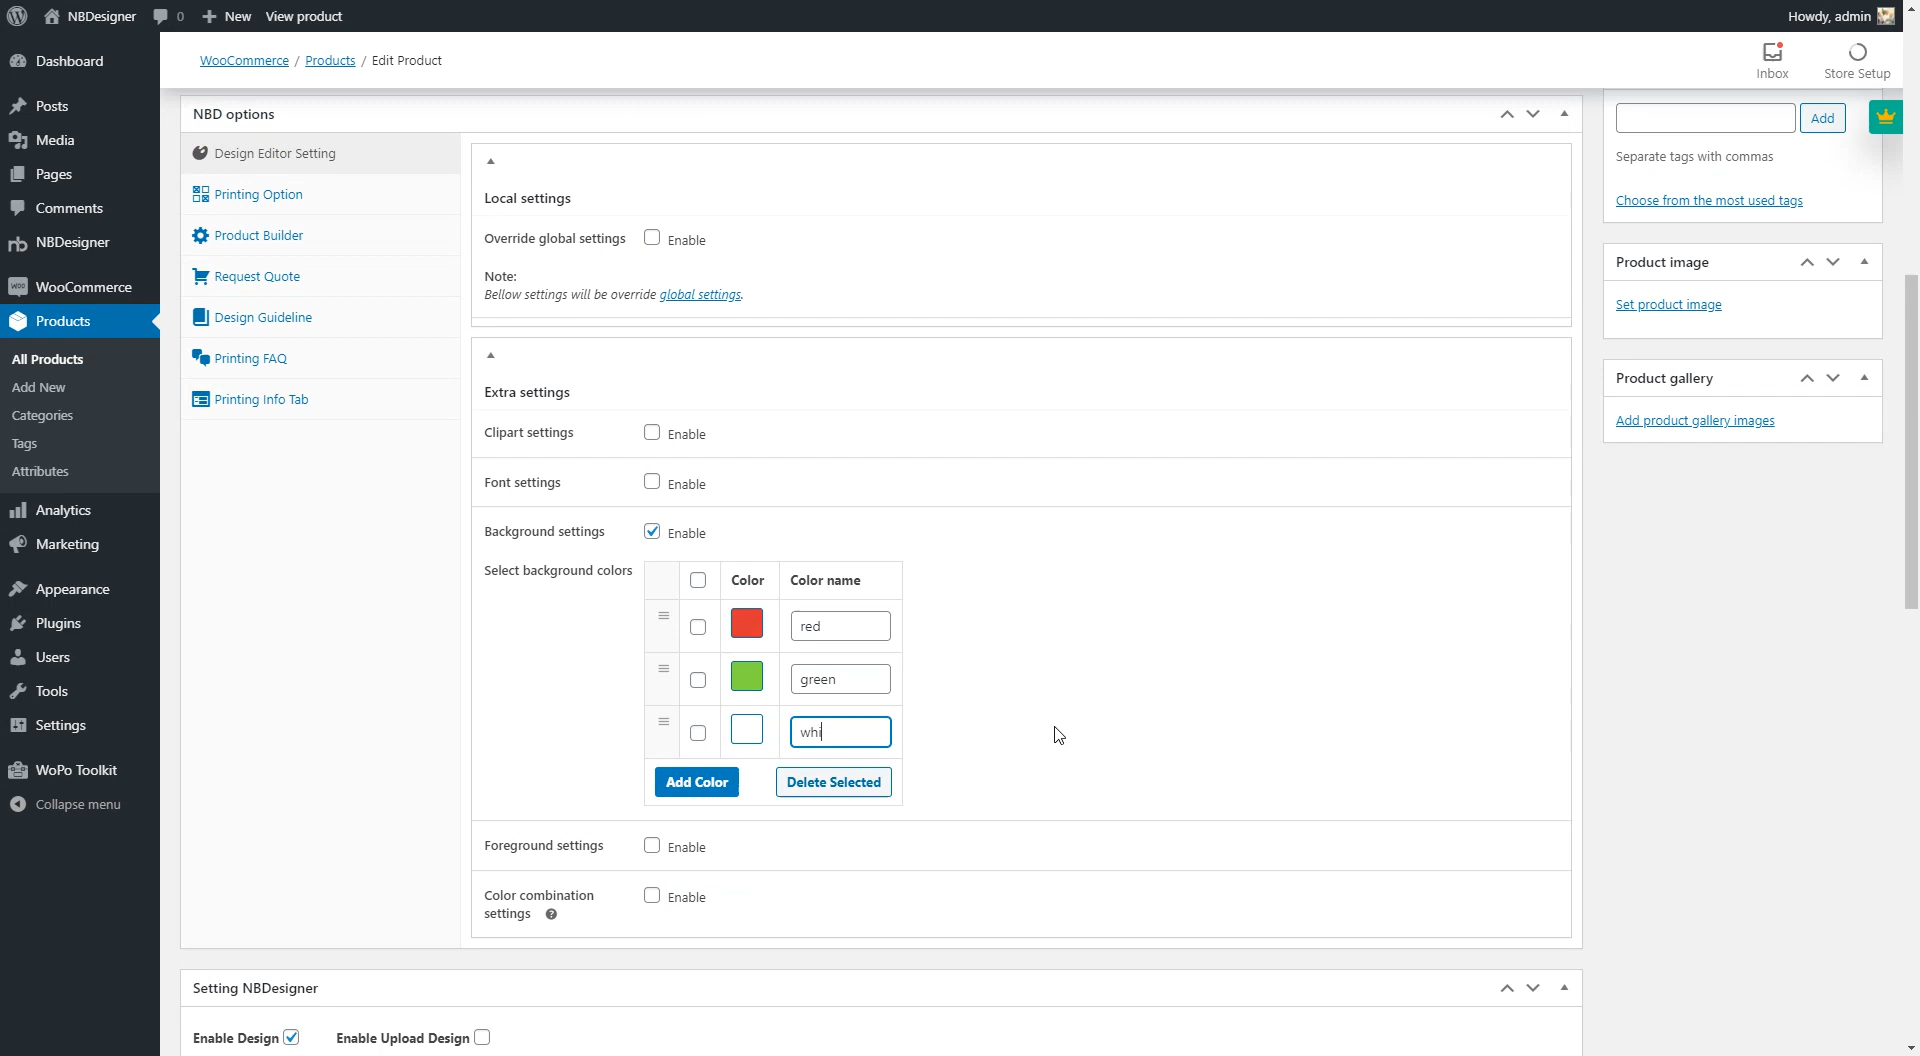 NBDesigner
0
New
View product
Howdy, admin
Dashboard
Posts
Media
Pages
Comments
NBDesigner
WooCommerce
Products
All Products
Add New
Categories
Tags
Attributes
Analytics
Marketing
Appearance
Plugins
Users
Tools
Settings
WoPo Toolkit
Collapse menu
WooCommerce / Products / Edit Product
Inbox
Store Setup
NBD options
Design Editor Setting
Printing Option
Product Builder
Request Quote
Design Guideline
Printing FAQ
Printing Info Tab
Local settings
Override global settings
Enable
Note:
Bellow settings will be override global settings.
Extra settings
Clipart settings
Enable
Font settings
Enable
Background settings
Enable
Select background colors
Color
Color name
red
green
whi
Add Color
Delete Selected
Foreground settings
Enable
Color combination
settings
Enable
Setting NBDesigner
Enable Design
Enable Upload Design
Add
Separate tags with commas
Choose from the most used tags
Product image
Set product image
Product gallery
Add product gallery images